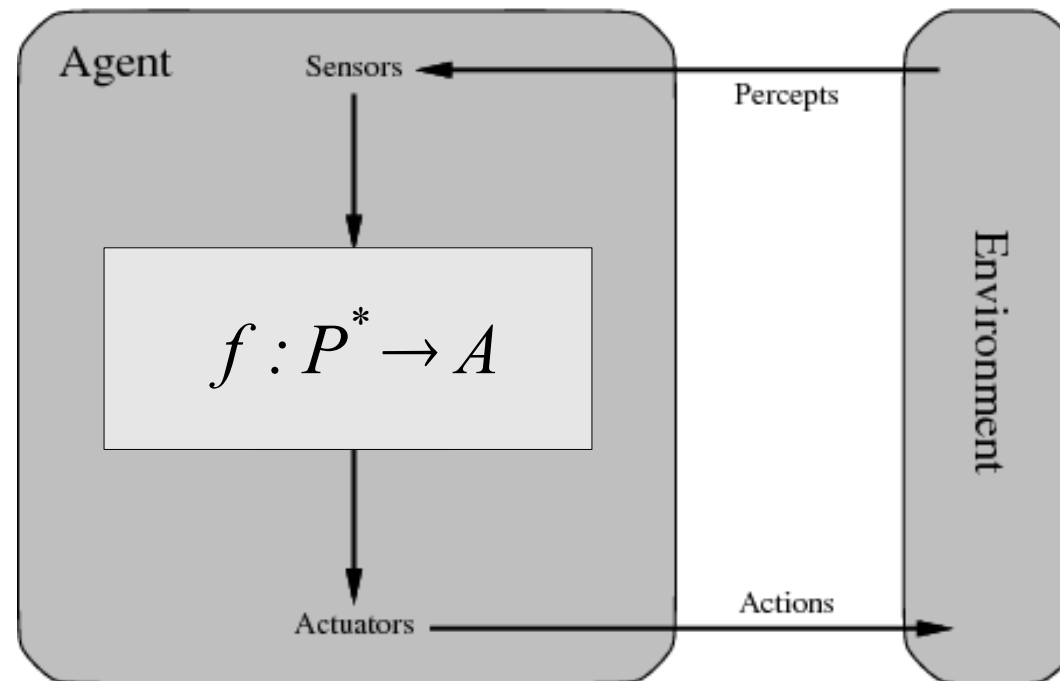 Agent
Sensors
Percepts
f : P* → A
Environment
Actuators
Actions